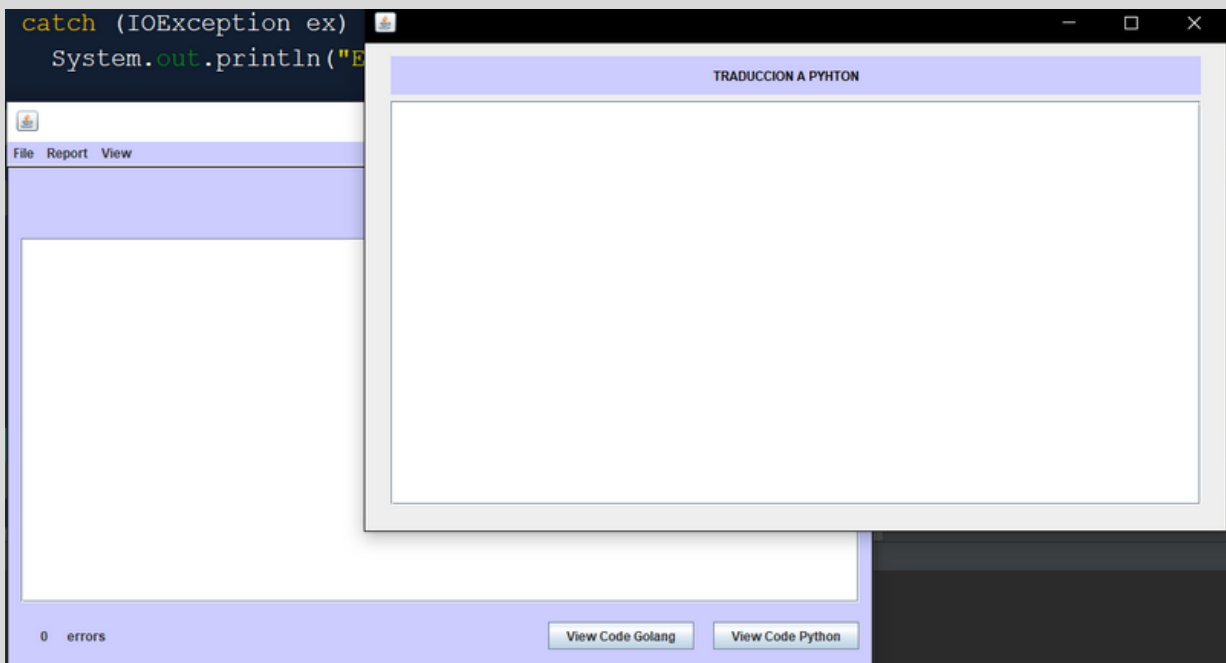 catch (IOException ex)
System.out.println("E
TRADUCCION A PYHTON
File Report View
0 errors
View Code Golang
View Code Python